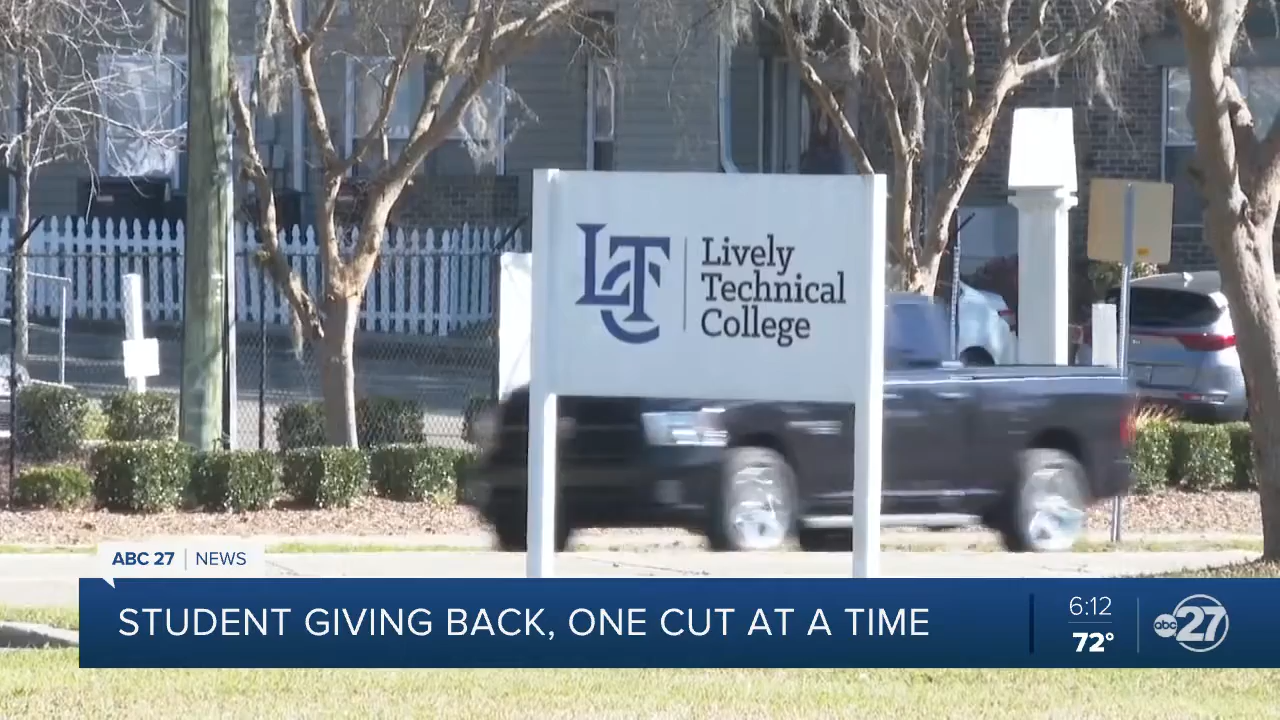 LTC
Lively
Technical
College
ABC 27 | NEWS
STUDENT GIVING BACK, ONE CUT AT A TIME
6:12
72°
abc 27